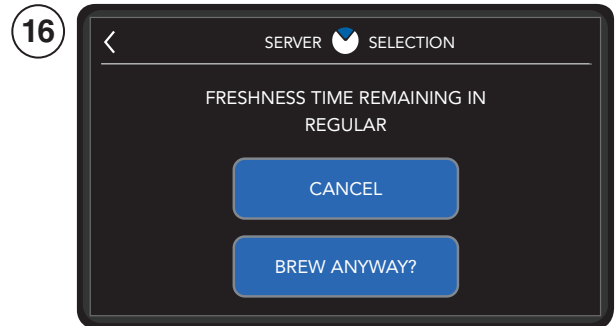 16
SERVER SELECTION
FRESHNESS TIME REMAINING IN
REGULAR
CANCEL
BREW ANYWAY?